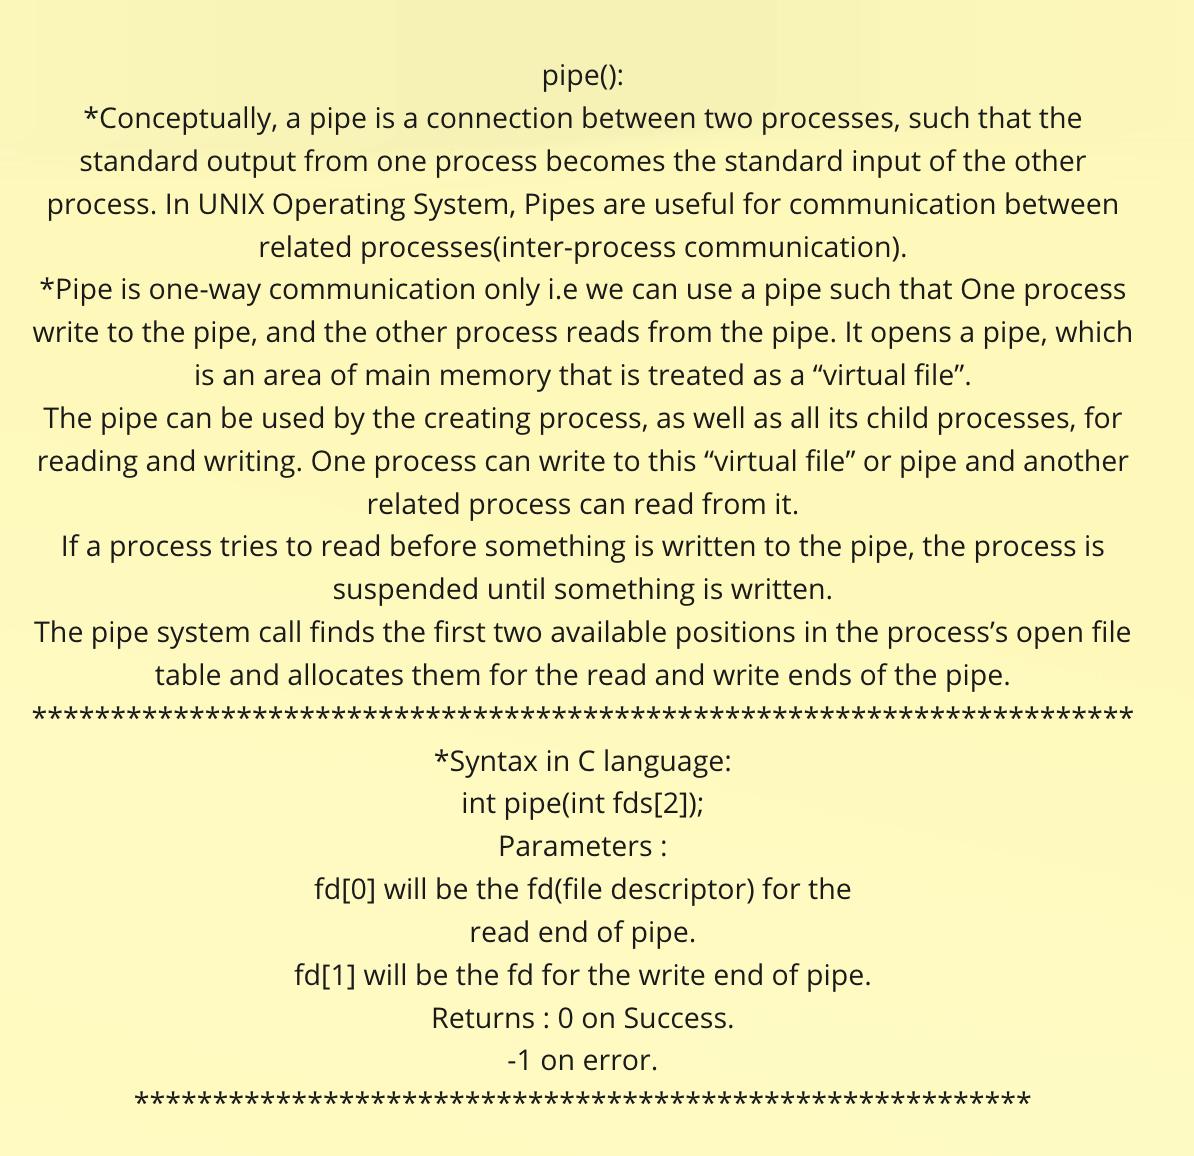 pipe():
*Conceptually, a pipe is a connection between two processes, such that the
standard output from one process becomes the standard input of the other
process. In UNIX Operating System, Pipes are useful for communication between
related processes(inter-process communication).
*Pipe is one-way communication only i.e we can use a pipe such that One process
write to the pipe, and the other process reads from the pipe. It opens a pipe, which
is an area of main memory that is treated as a “virtual file”.
The pipe can be used by the creating process, as well as all its child processes, for
reading and writing. One process can write to this “virtual file” or pipe and another
related process can read from it.
If a process tries to read before something is written to the pipe, the process is
suspended until something is written.
The pipe system call finds the first two available positions in the process’s open file
table and allocates them for the read and write ends of the pipe.
**********************************************************************
*Syntax in C language:
int pipe(int fds[2]);
Parameters :
fd[0] will be the fd(file descriptor) for the
read end of pipe.
fd[1] will be the fd for the write end of pipe.
Returns : 0 on Success.
-1 on error.
*********************************************************